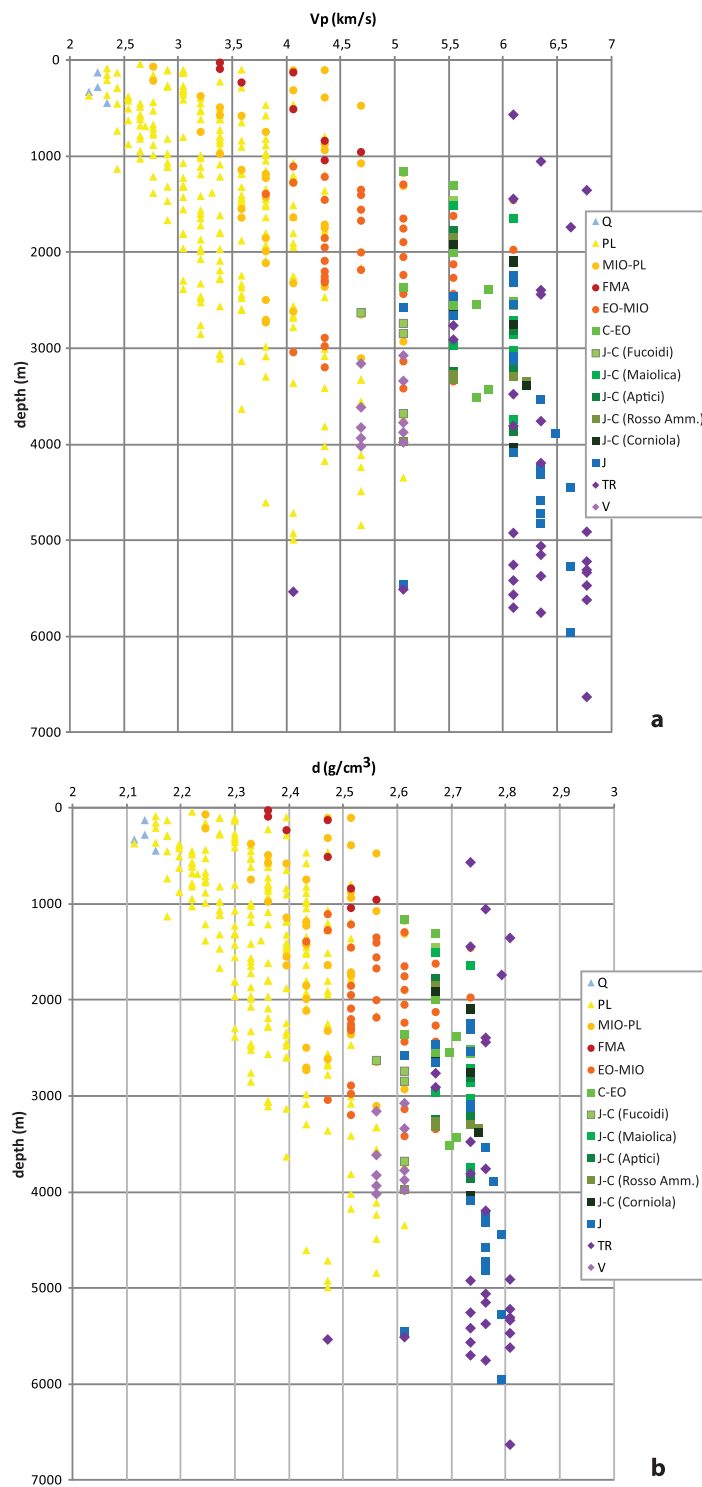 Vp (km/s)
2 2,5 3 3,5 4 4,5 5 5,5 6 6,5 7
0
1000
2000
3000
4000
5000
6000
7000
depth (m)
Q
PL
MIO-PL
FMA
EO-MIO
C-EO
J-C (Fucoidi)
J-C (Maiolica)
J-C (Aptici)
J-C (Rosso Amm.)
J-C (Corniola)
J
TR
V
a
d (g/cm³)
2,1 2,2 2,3 2,4 2,5 2,6 2,7 2,8 2,9 3
0
1000
2000
3000
4000
5000
6000
7000
depth (m)
Q
PL
MIO-PL
FMA
EO-MIO
C-EO
J-C (Fucoidi)
J-C (Maiolica)
J-C (Aptici)
J-C (Rosso Amm.)
J-C (Corniola)
J
TR
V
b